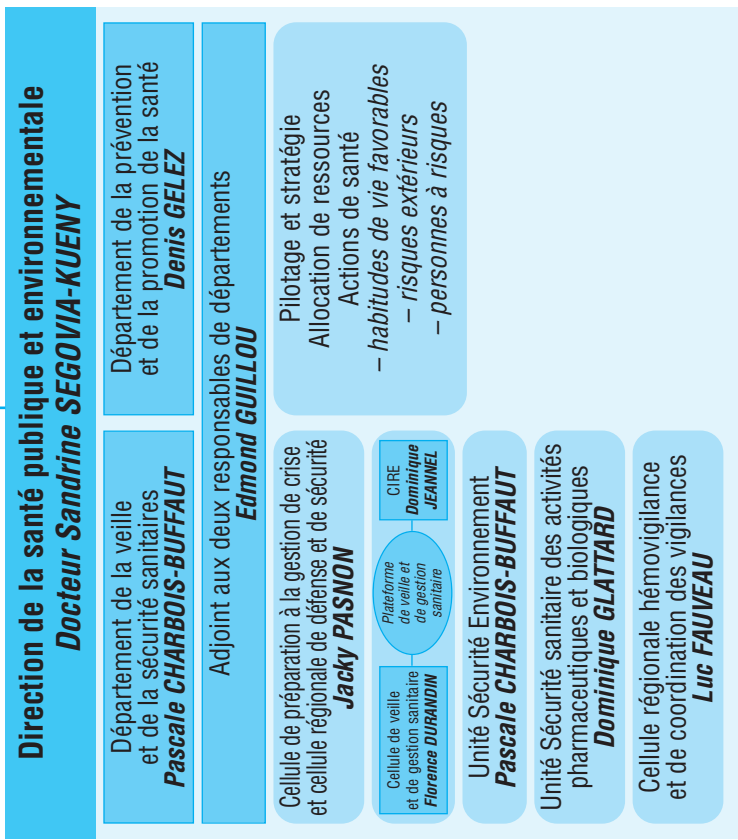 Direction de la santé publique et environnementale
Docteur Sandrine SEGOVIA-KUENY
Département de la veille
et de la sécurité sanitaires
Pascale CHARBOIS-BUFFAUT
Département de la prévention
et de la promotion de la santé
Denis GELEZ
Adjoint aux deux responsables de départements
Edmond GUILLOU
Cellule de préparation à la gestion de crise
et cellule régionale de défense et de sécurité
Jacky PASNON
Cellule de veille
et de gestion sanitaire
Florence DURANDIN
Plateforme
de veille et
de gestion
sanitaire
CIRE
Dominique
JEANNEL
Unité Sécurité Environnement
Pascale CHARBOIS-BUFFAUT
Unité Sécurité sanitaire des activités
pharmaceutiques et biologiques
Dominique GLATTARD
Cellule régionale hémovigilance
et de coordination des vigilances
Luc FAUVEAU
Pilotage et stratégie
Allocation de ressources
Actions de santé
– habitudes de vie favorables
– risques extérieurs
– personnes à risques